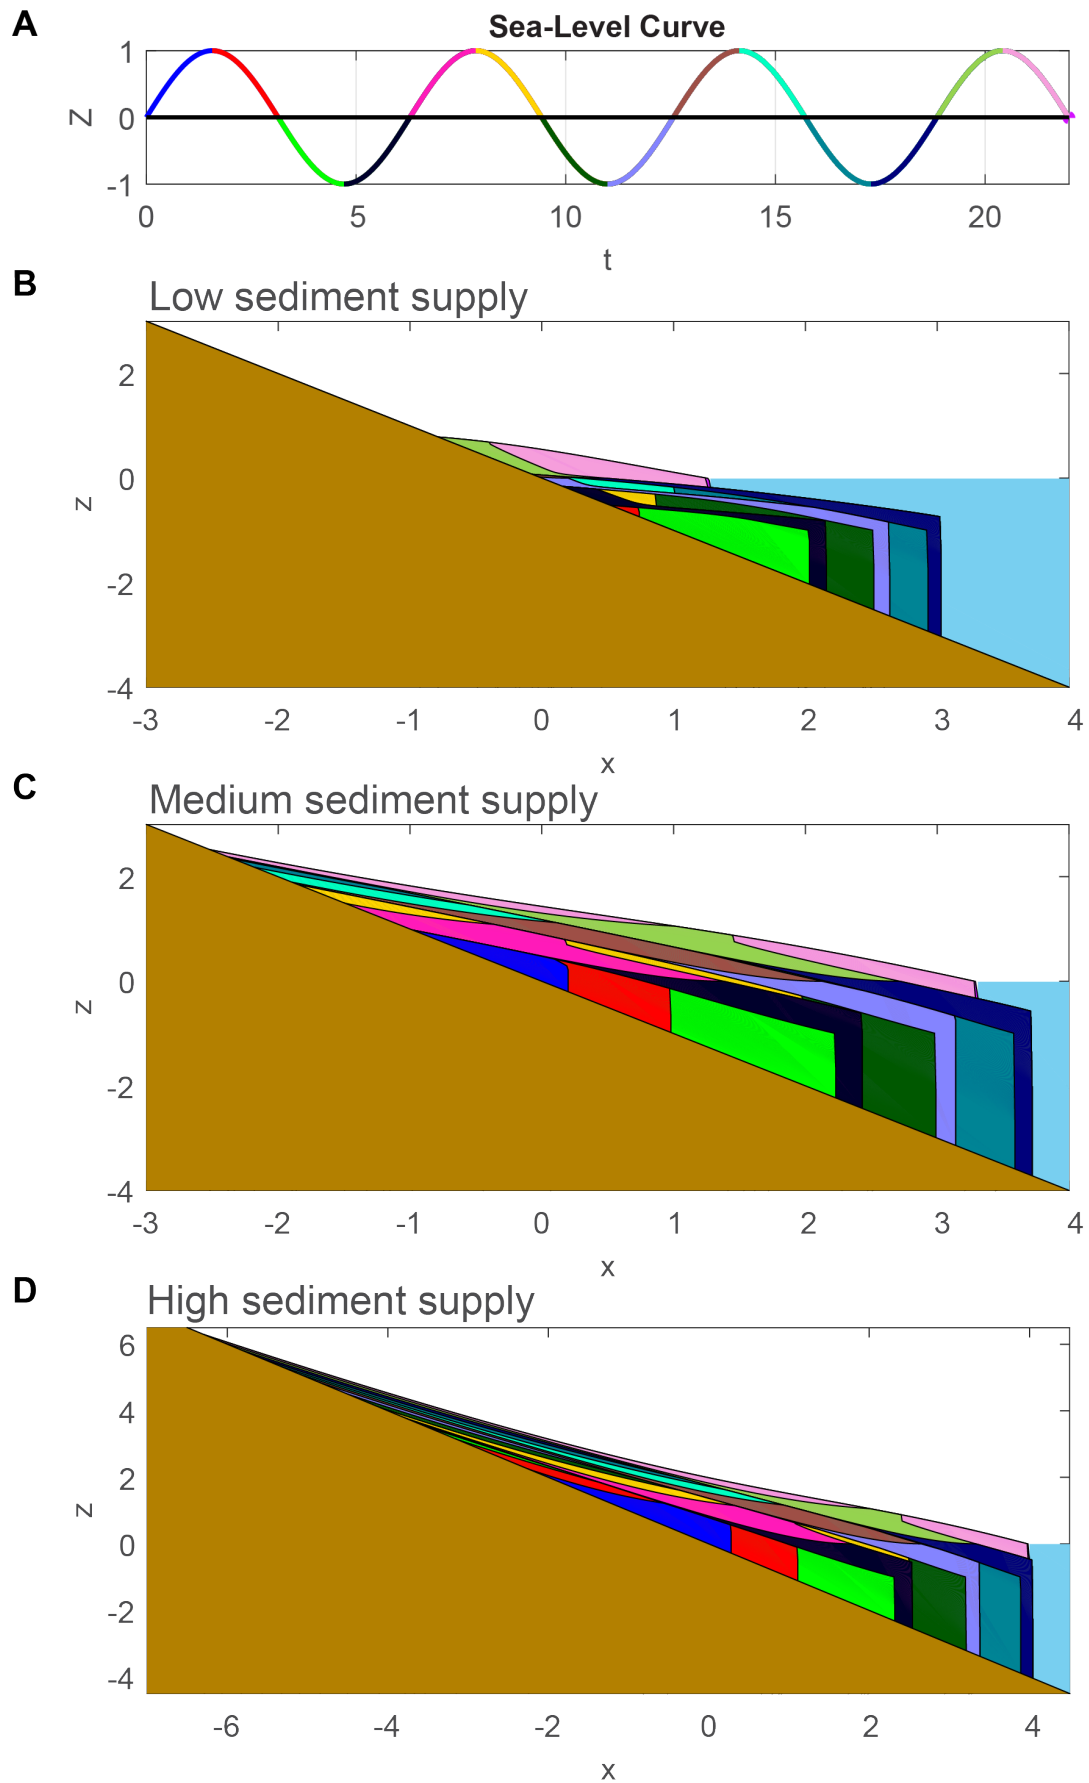 A
Sea-Level Curve
1
0
-1
Z
0 5 10 15 20
t
B
Low sediment supply
2
0
-2
-4
z
-3 -2 -1 0 1 2 3 4
x
C
Medium sediment supply
2
0
-2
-4
z
-3 -2 -1 0 1 2 3 4
x
D
High sediment supply
6
4
2
0
-2
-4
z
-6 -4 -2 0 2 4
x